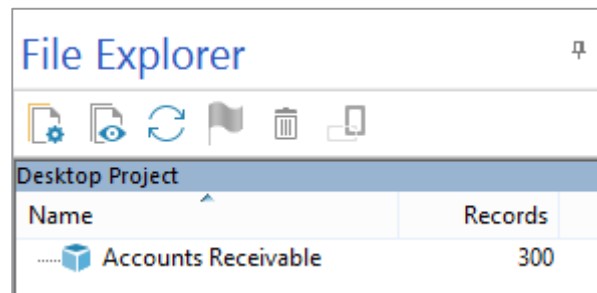 File Explorer
Desktop Project
Name Records
Accounts Receivable 300